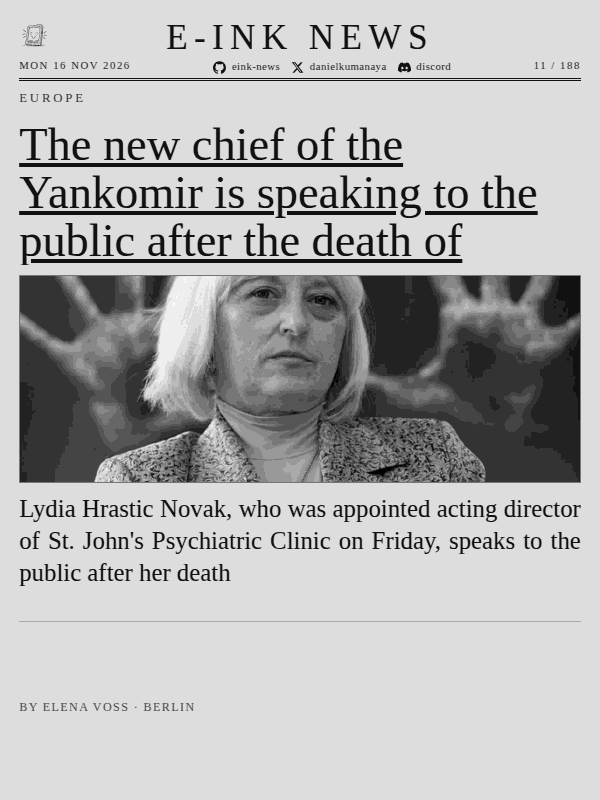 E-INK NEWS
MON 16 NOV 2026
eink-news danielkumanaya discord
11 / 188
EUROPE
The new chief of the
Yankomir is speaking to the
public after the death of
Lydia Hrastic Novak, who was appointed acting director
of St. John's Psychiatric Clinic on Friday, speaks to the
public after her death
BY ELENA VOSS · BERLIN